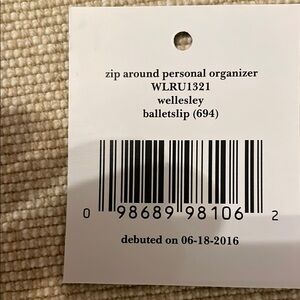 zip around personal organizer
WLRU1321
wellesley
balletslip (694)
0 98689 98106 2
debuted on 06-18-2016